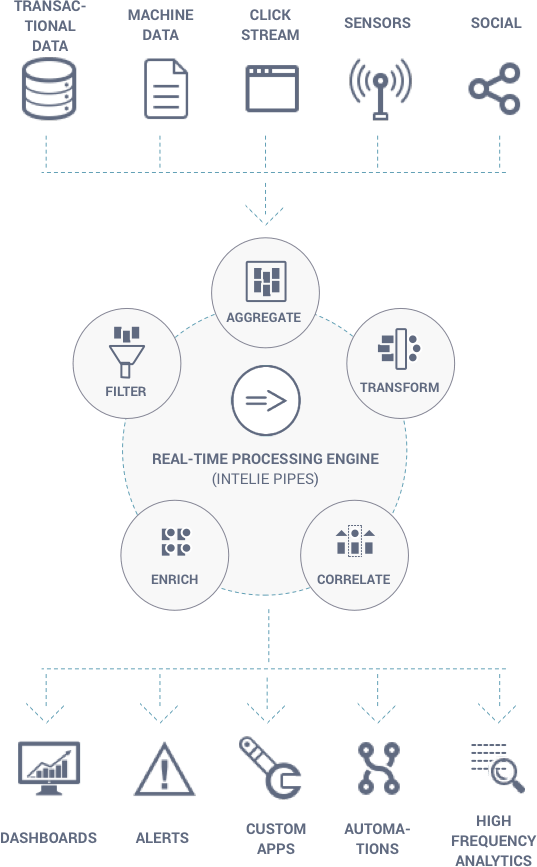 TRANSAC-
TIONAL
DATA
MACHINE
DATA
CLICK
STREAM
SENSORS
SOCIAL
AGGREGATE
FILTER
TRANSFORM
REAL-TIME PROCESSING ENGINE
(INTELIE PIPES)
ENRICH
CORRELATE
DASHBOARDS
ALERTS
CUSTOM
APPS
AUTOMA-
TIONS
HIGH
FREQUENCY
ANALYTICS